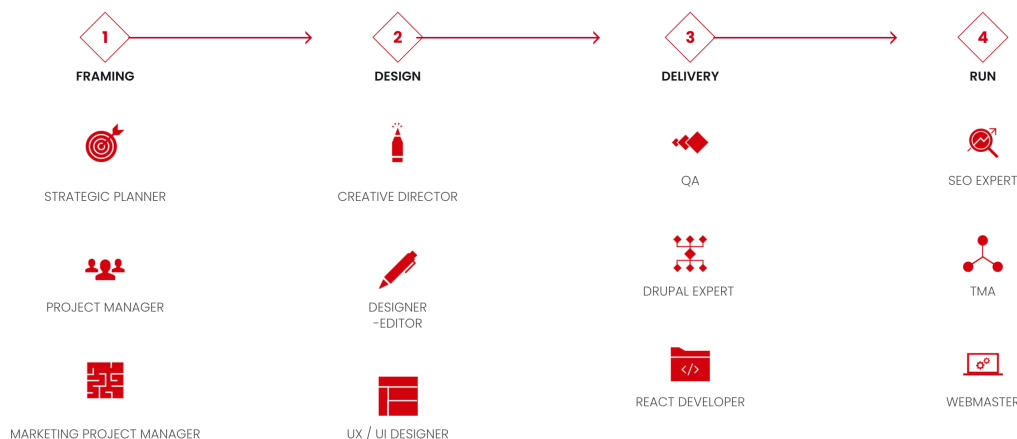 1
FRAMING
STRATEGIC PLANNER
PROJECT MANAGER
MARKETING PROJECT MANAGER
2
DESIGN
CREATIVE DIRECTOR
DESIGNER
-EDITOR
UX / UI DESIGNER
3
DELIVERY
QA
DRUPAL EXPERT
</>
REACT DEVELOPER
4
RUN
SEO EXPERT
TMA
WEBMASTER